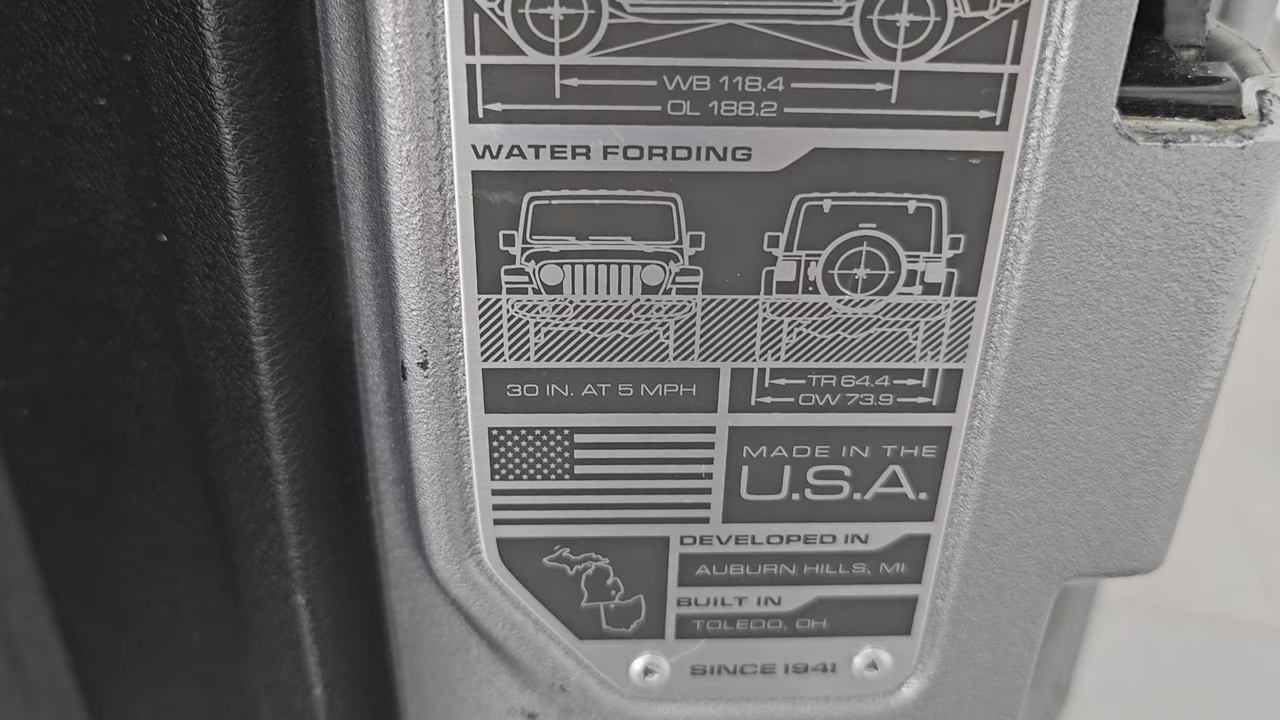 WB 118.4
OL 188.2
WATER FORDING
30 IN. AT 5 MPH
TR 64.4
OW 73.9
MADE IN THE
U.S.A.
DEVELOPED IN
AUBURN HILLS, MI
BUILT IN
TOLEDO, OH
SINCE 1941